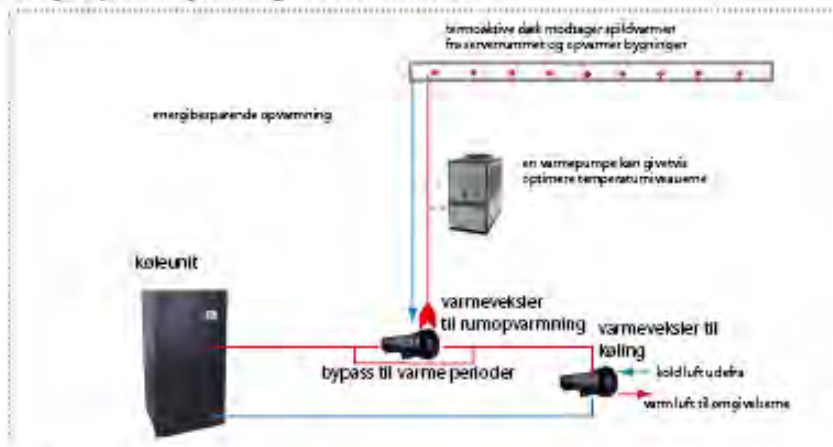 termoaktive dæk modtager spildvarmen
fra serverrummet og opvarmer bygningen
energibesparende opvarmning
en varmepumpe kan givetvis
optimere temperaturniveauerne
køleunit
varmeveksler
til rumopvarmning
varmeveksler til
køling
bypass til varme perioder
kold luft udefra
varm luft til omgivelserne